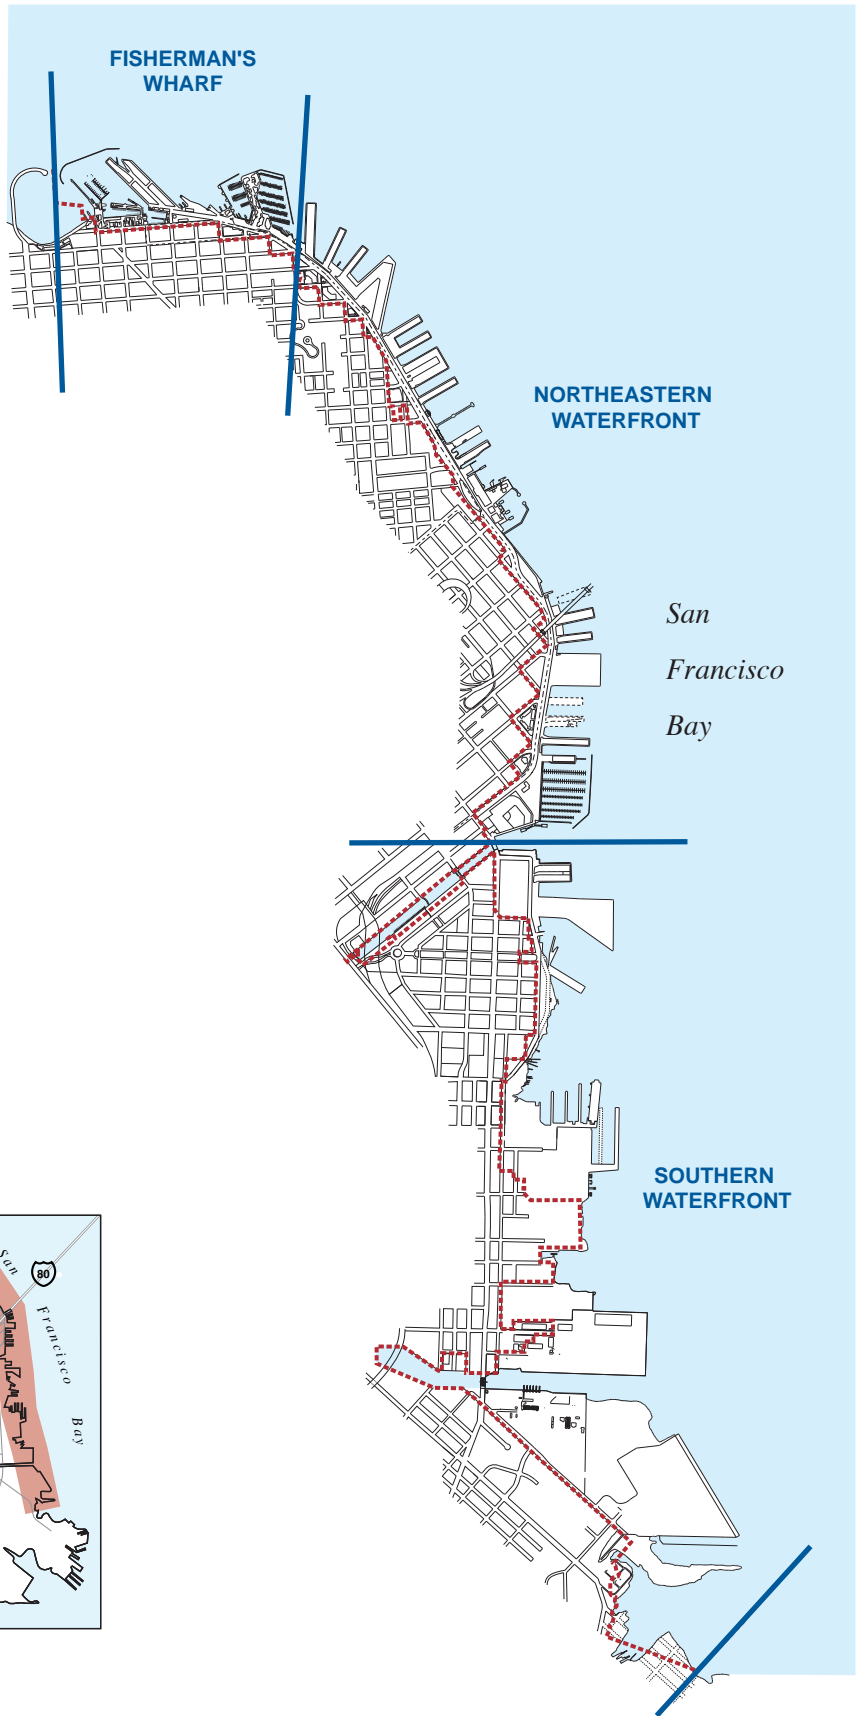 FISHERMAN'S
WHARF
NORTHEASTERN
WATERFRONT
San
Francisco
Bay
SOUTHERN
WATERFRONT
San
Francisco
Bay
80